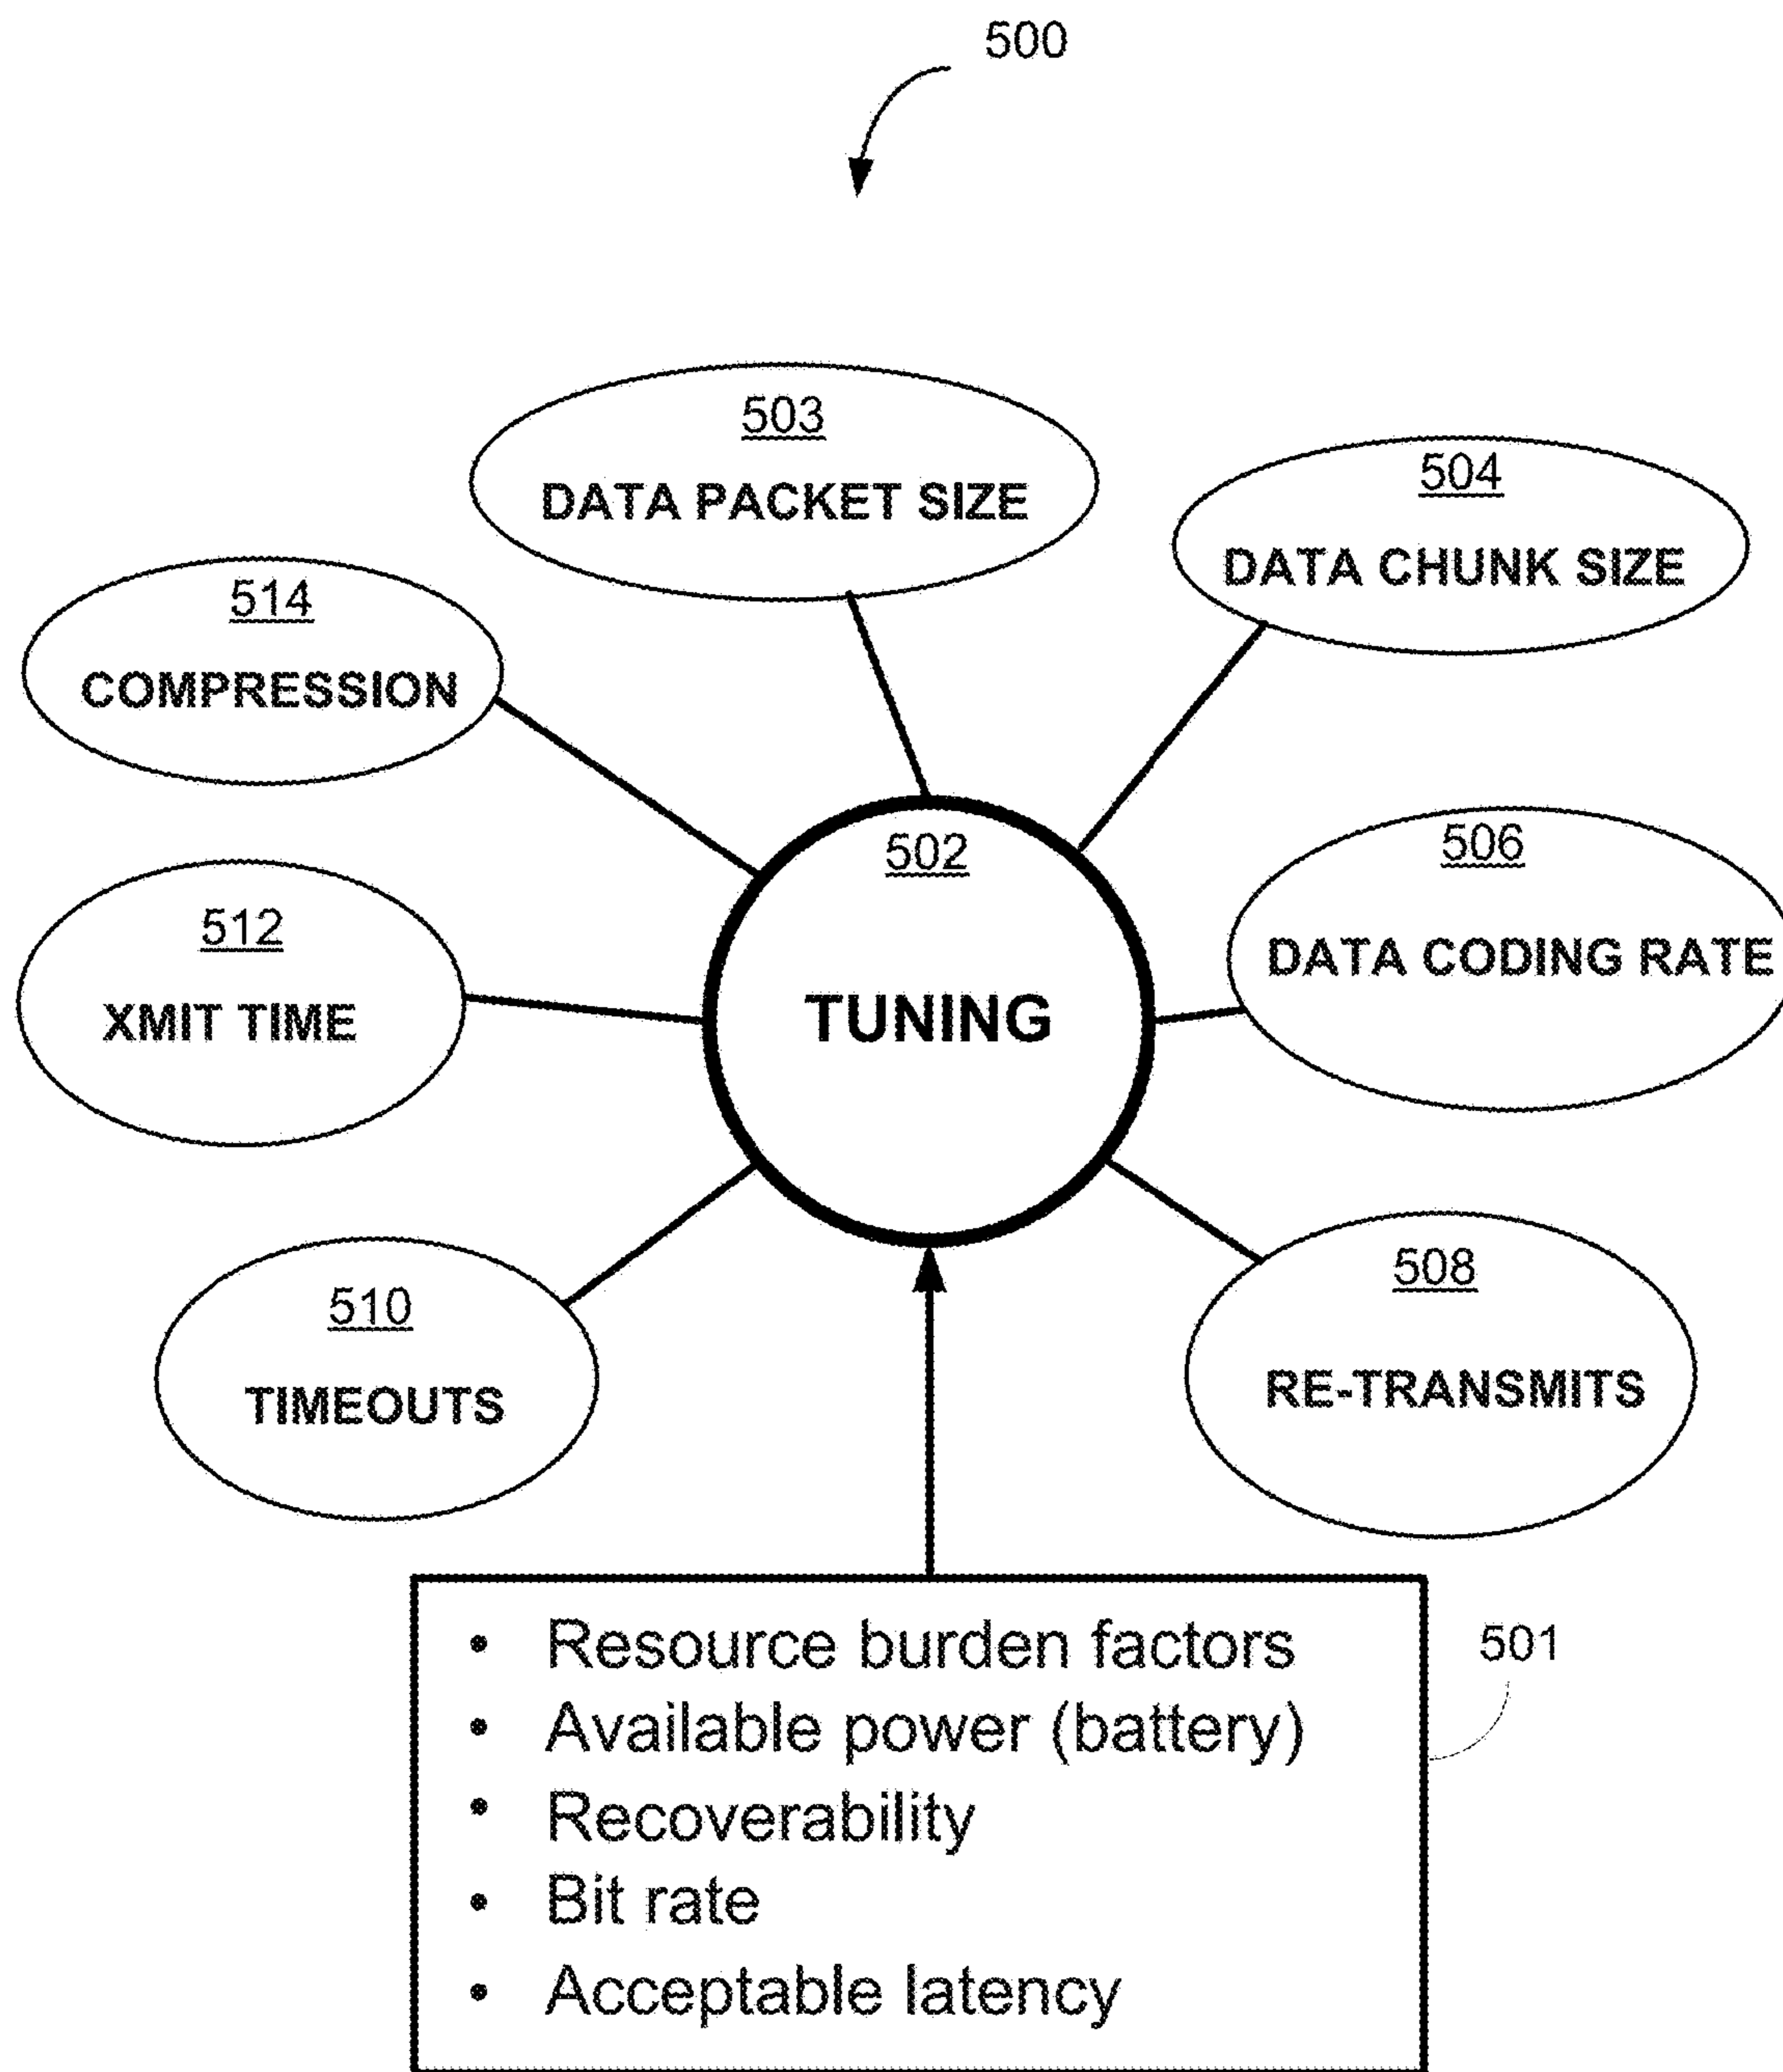 500
503
DATA PACKET SIZE
504
DATA CHUNK SIZE
514
COMPRESSION
502
TUNING
506
DATA CODING RATE
512
XMIT TIME
510
TIMEOUTS
508
RE-TRANSMITS
• Resource burden factors
• Available power (battery)
• Recoverability
• Bit rate
• Acceptable latency
501